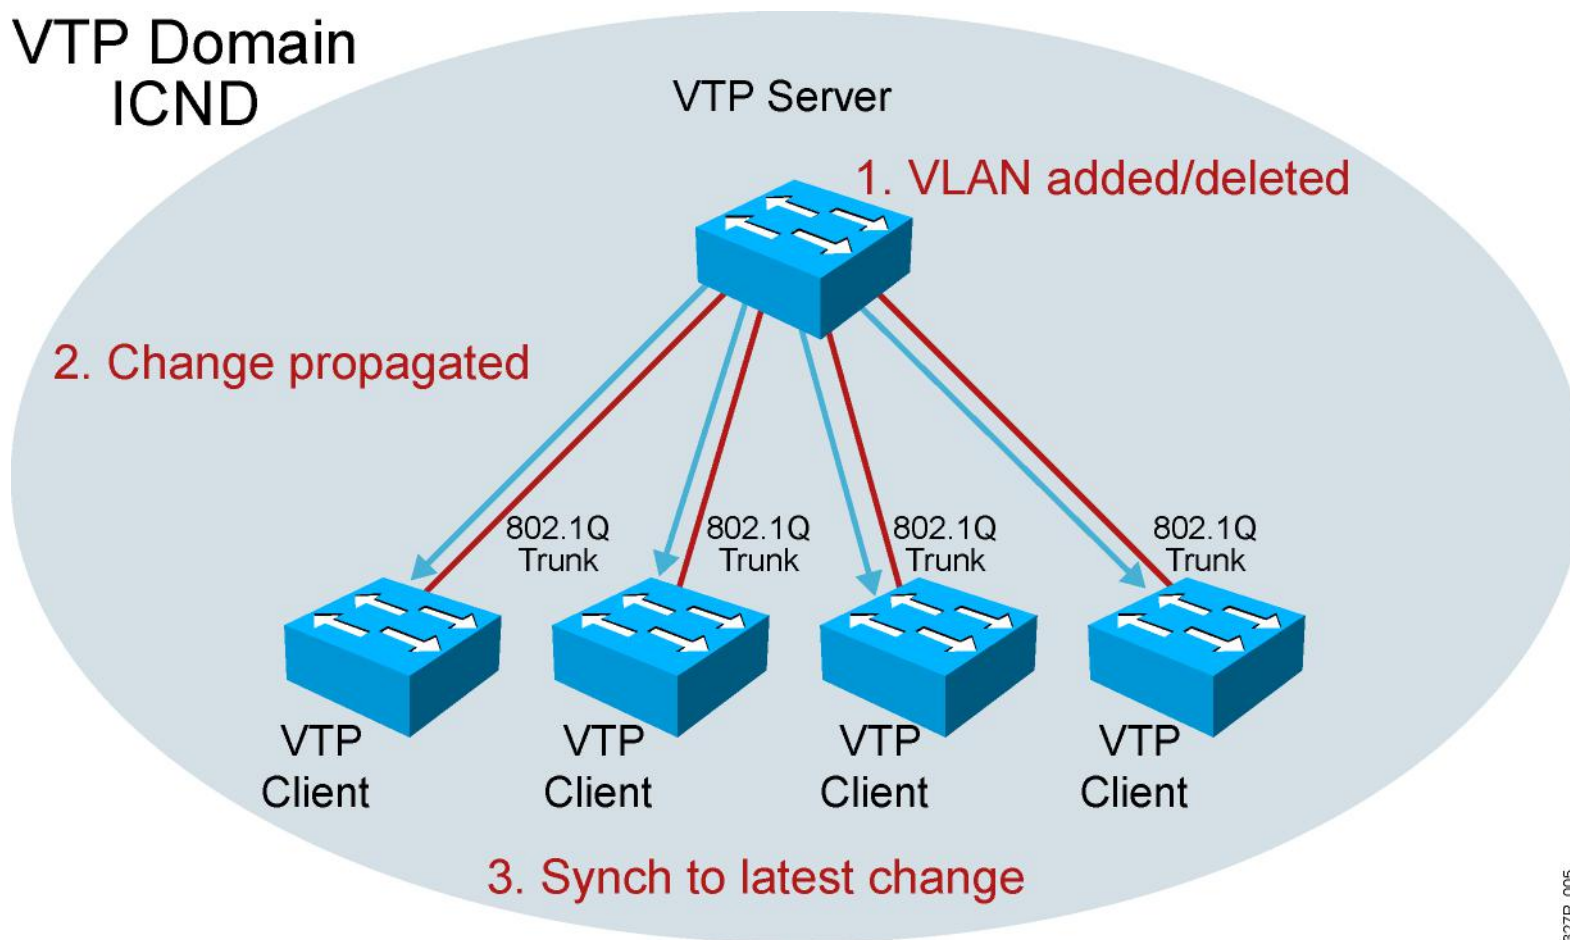 VTP Domain
ICND
VTP Server
1. VLAN added/deleted
2. Change propagated
802.1Q
Trunk
802.1Q
Trunk
802.1Q
Trunk
802.1Q
Trunk
VTP
Client
VTP
Client
VTP
Client
VTP
Client
3. Synch to latest change